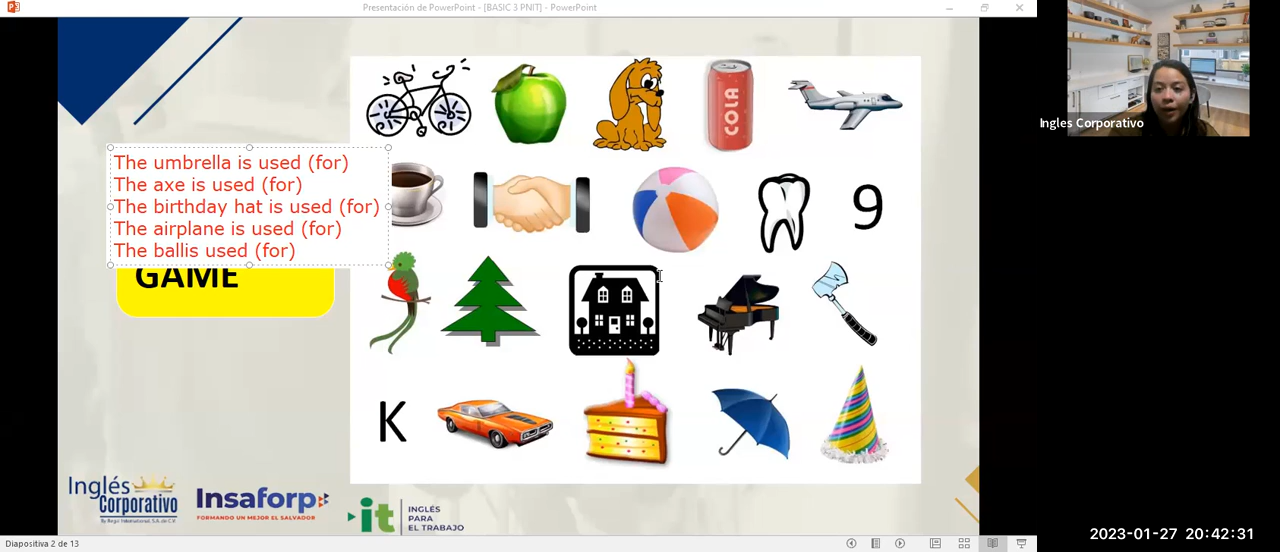 Presentación de PowerPoint - [BASIC 3 PNIT] - PowerPoint
Ingles Corporativo
COLA
The umbrella is used (for)
The axe is used (for)
The birthday hat is used (for)
The airplane is used (for)
The ballis used (for)
9
GAME
K
Inglés
Corporativo
Insaforp
FORMANDO UN MEJOR EL SALVADOR
it
INGLÉS
PARA
EL TRABAJO
2023-01-27 20:42:31
Diapositiva 2 de 13